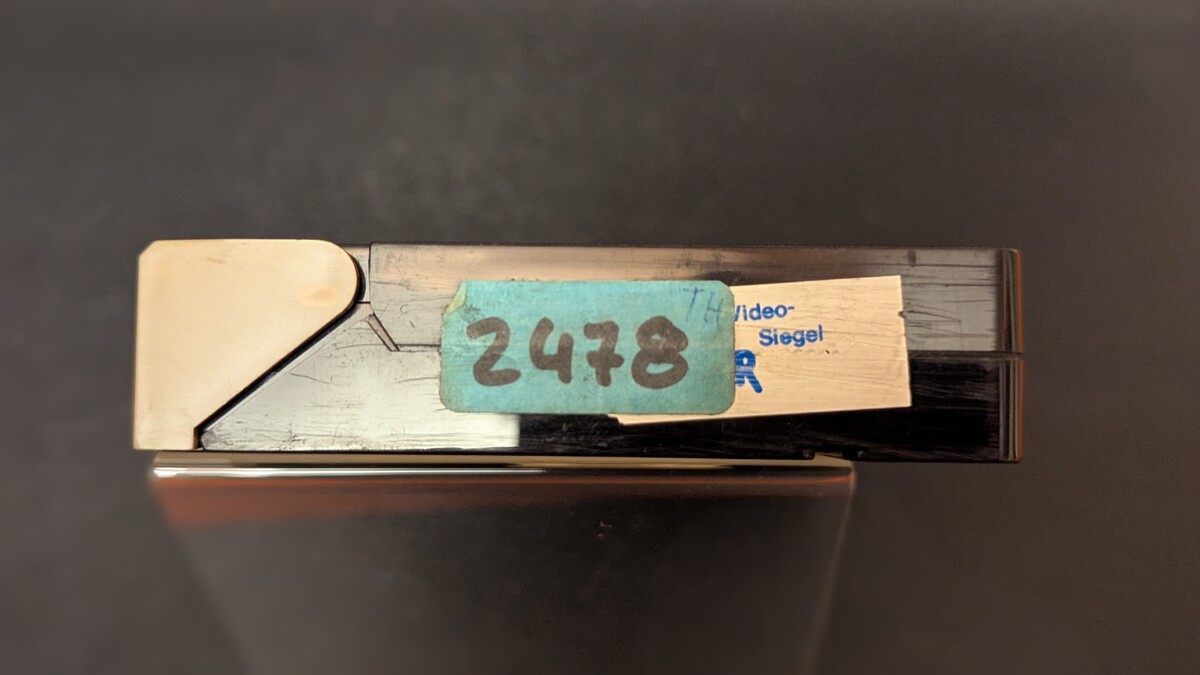 TH
2478
Video-
Siegel
R